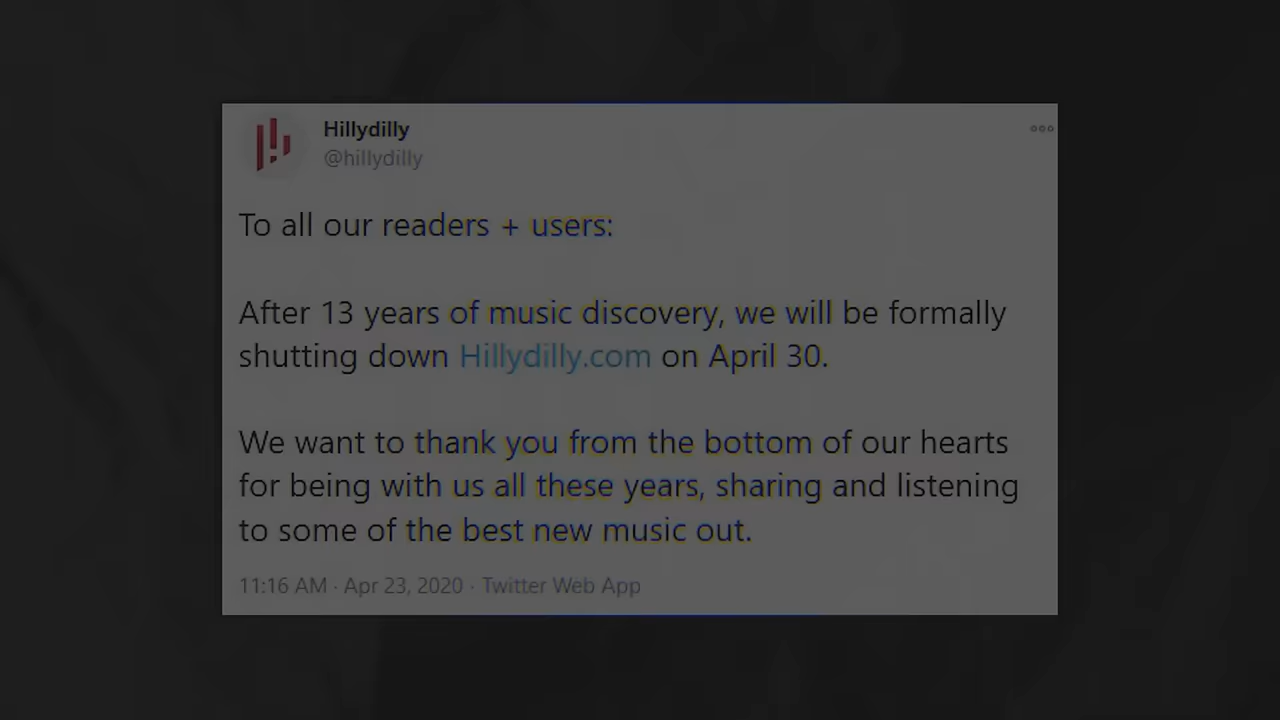 Hillydilly
@hillydilly
To all our readers + users:
After 13 years of music discovery, we will be formally
shutting down Hillydilly.com on April 30.
We want to thank you from the bottom of our hearts
for being with us all these years, sharing and listening
to some of the best new music out.
11:16 AM · Apr 23, 2020 · Twitter Web App